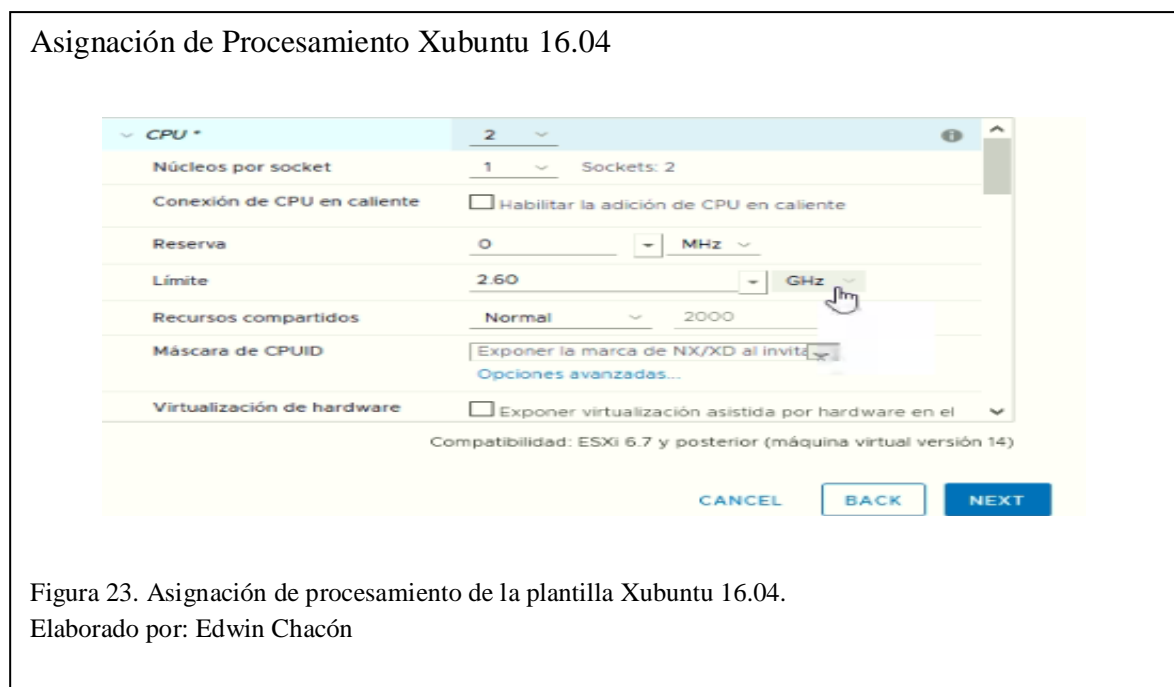 Asignación de Procesamiento Xubuntu 16.04
CPU * 2
Núcleos por socket 1 Sockets: 2
Conexión de CPU en caliente Habilitar la adición de CPU en caliente
Reserva 0 MHz
Límite 2.60 GHz
Recursos compartidos Normal 2000
Máscara de CPUID Exponer la marca de NX/XD al invita
Opciones avanzadas...
Virtualización de hardware Exponer virtualización asistida por hardware en el
Compatibilidad: ESXi 6.7 y posterior (máquina virtual versión 14)
CANCEL BACK NEXT
Figura 23. Asignación de procesamiento de la plantilla Xubuntu 16.04.
Elaborado por: Edwin Chacón